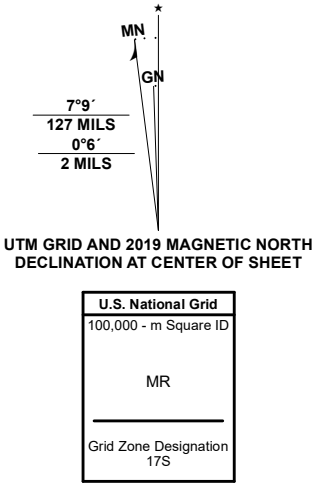 ★
MN
GN
7°9´
127 MILS
0°6´
2 MILS
UTM GRID AND 2019 MAGNETIC NORTH
DECLINATION AT CENTER OF SHEET
U.S. National Grid
100,000 - m Square ID
MR
Grid Zone Designation
17S